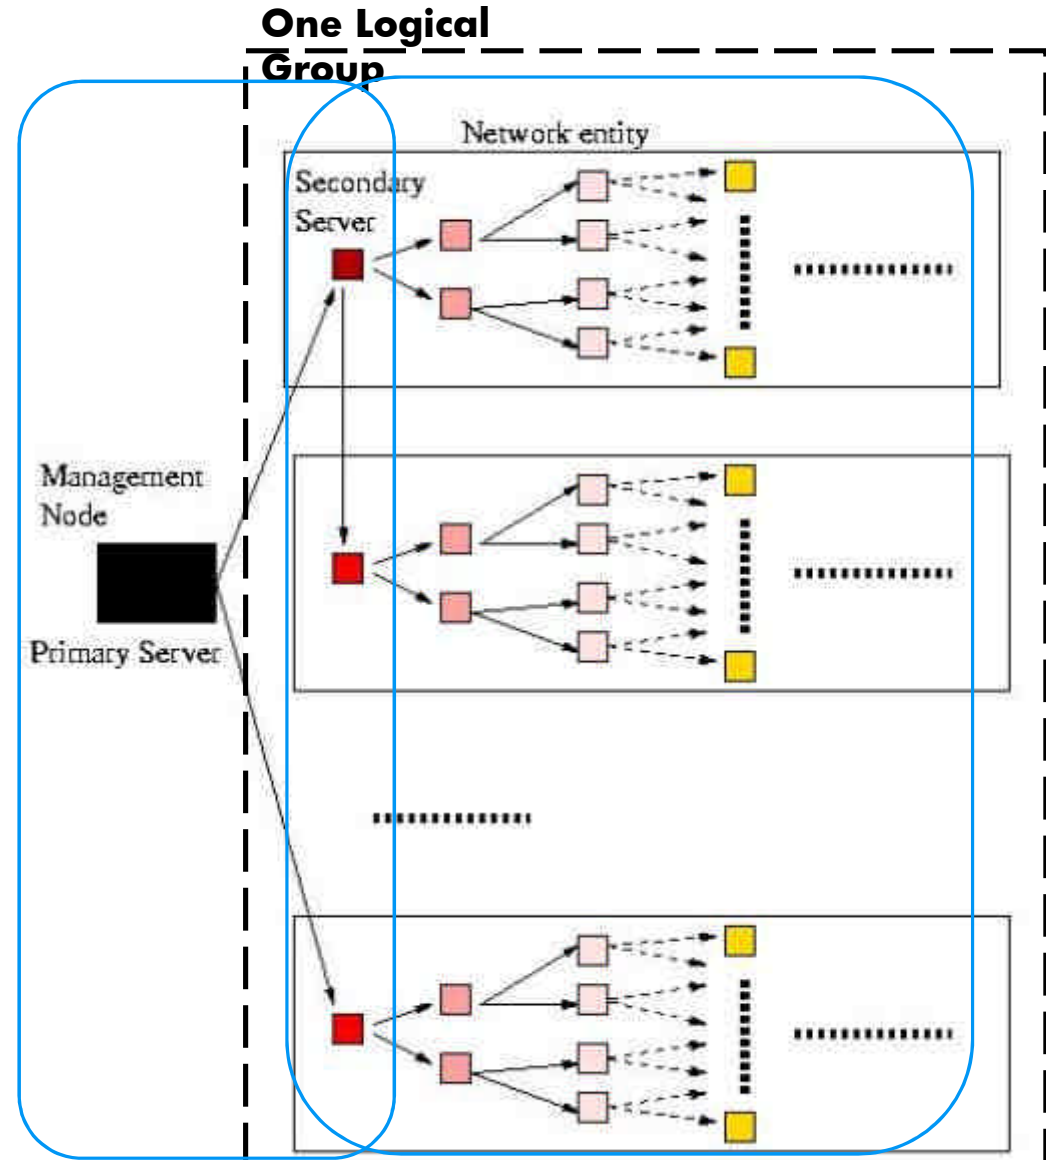 One Logical
Group
Network entity
Secondary
Server
Management
Node
Primary Server